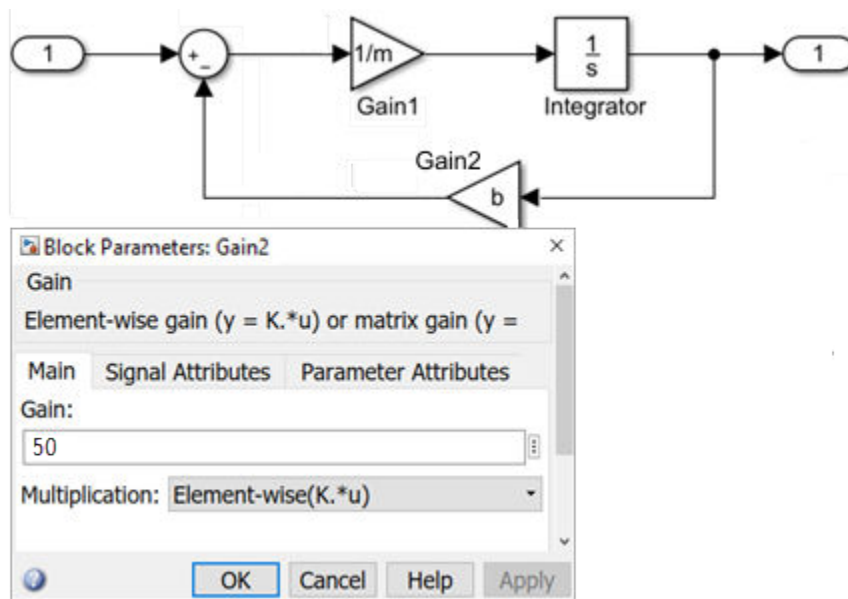 1
+
−
1/m
Gain1
1
s
Integrator
1
Gain2
b
Block Parameters: Gain2
Gain
Element-wise gain (y = K.*u) or matrix gain (y =
Main Signal Attributes Parameter Attributes
Gain:
50
Multiplication: Element-wise(K.*u)
OK Cancel Help Apply